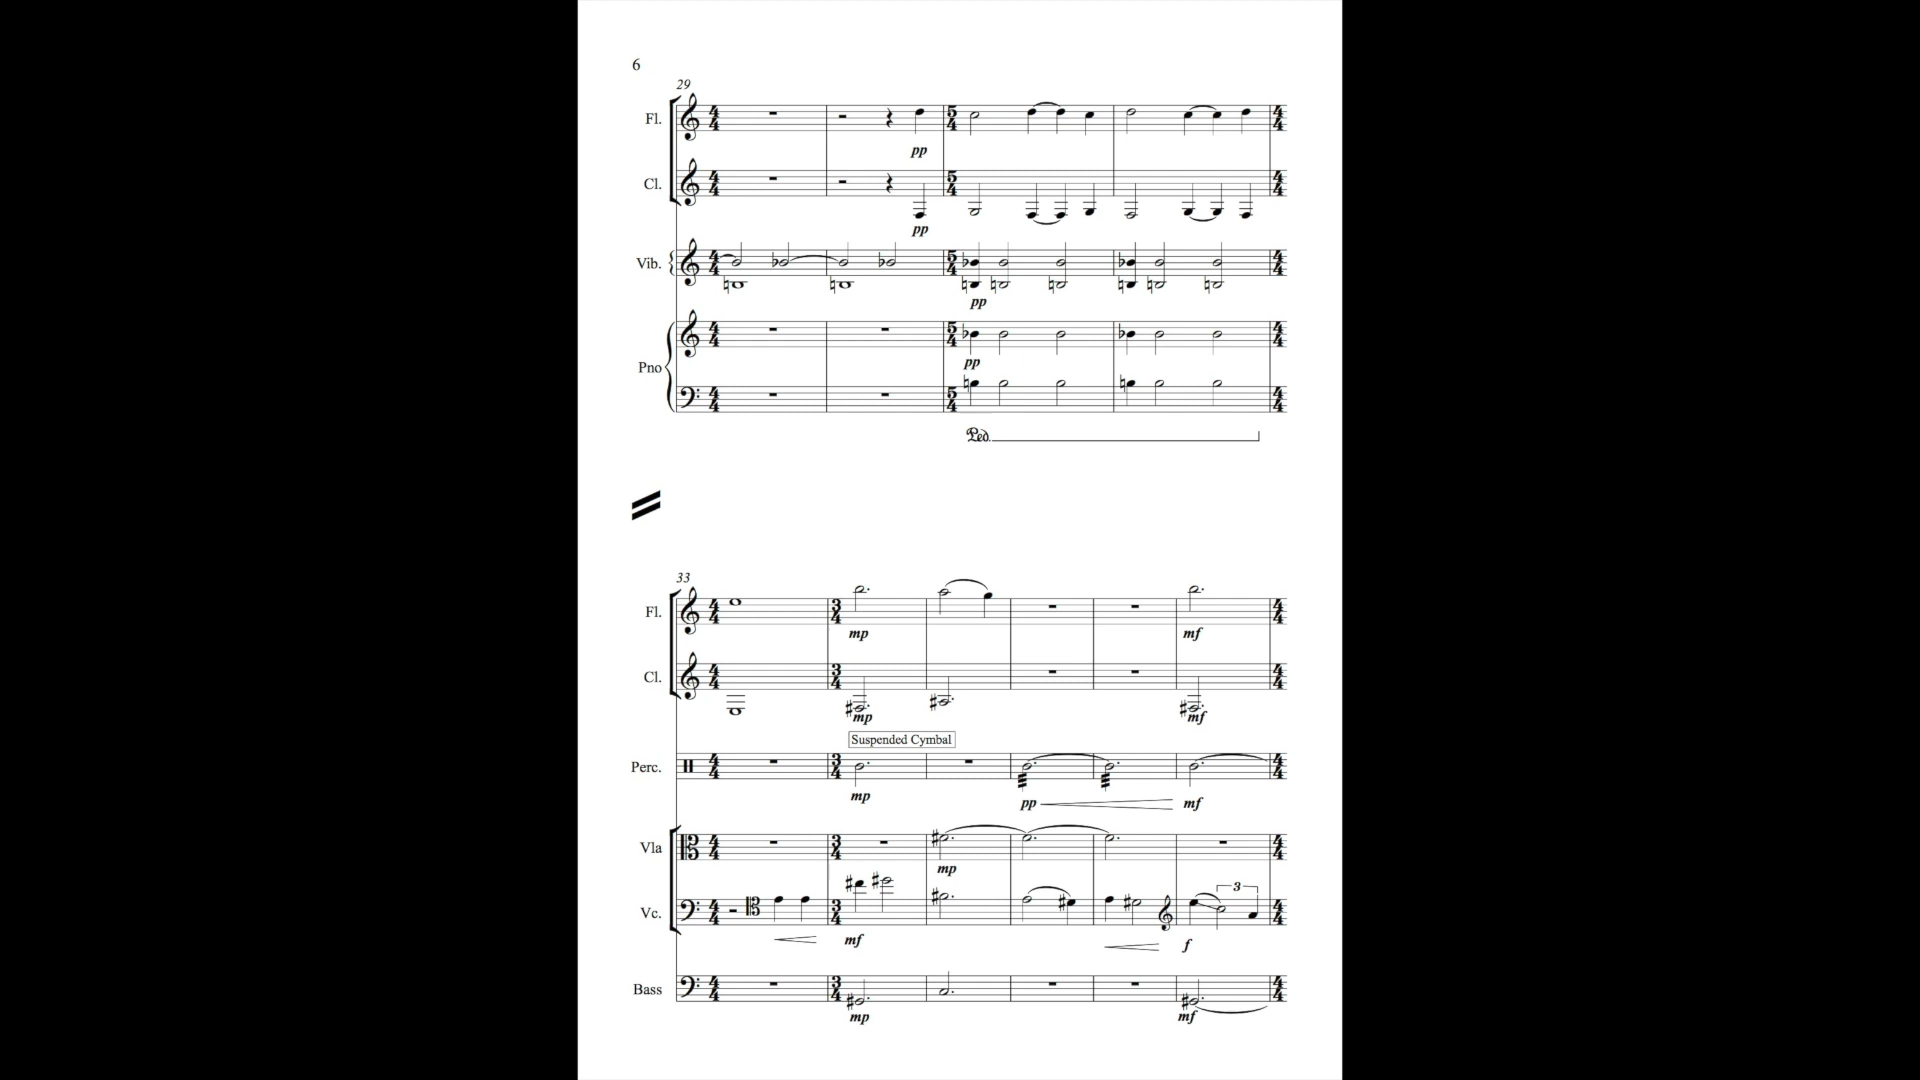 6
29
Fl.
pp
Cl.
pp
Vib.
pp
Pno
pp
Ped.
33
Fl.
mp mf
Cl.
mp mf
Suspended Cymbal
Perc.
mp pp mf
Vla
mp
3
Vc.
mf f
Bass
mp mf